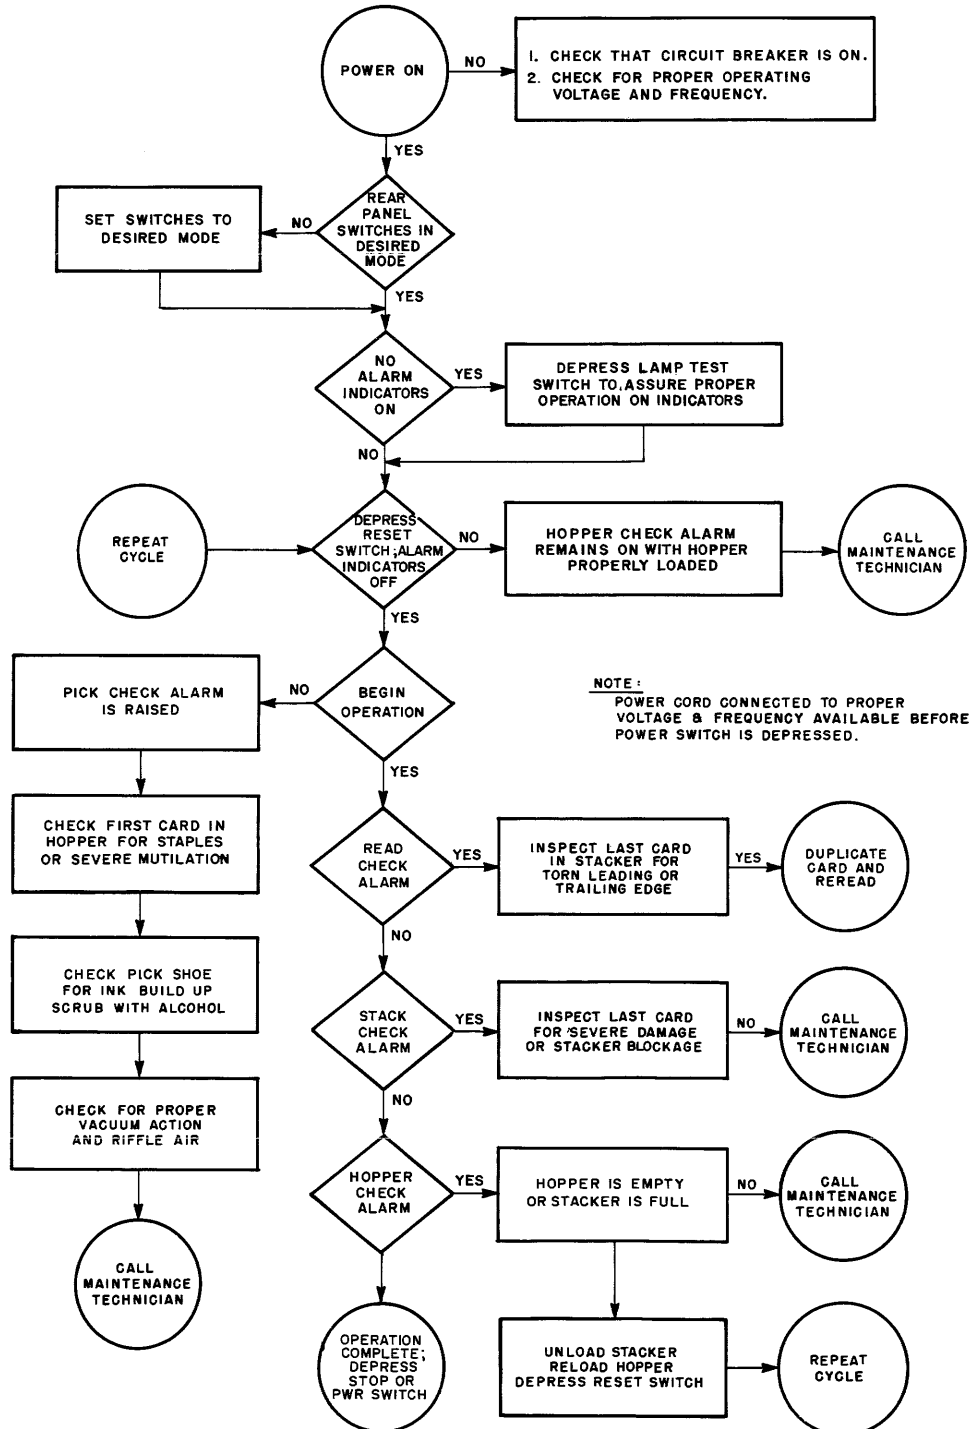 POWER ON
NO
1. CHECK THAT CIRCUIT BREAKER IS ON.
2. CHECK FOR PROPER OPERATING
VOLTAGE AND FREQUENCY.
YES
REAR
PANEL
SWITCHES IN
DESIRED
MODE
NO
SET SWITCHES TO
DESIRED MODE
YES
NO
ALARM
INDICATORS
ON
YES
DEPRESS LAMP TEST
SWITCH TO ASSURE PROPER
OPERATION ON INDICATORS
NO
REPEAT
CYCLE
DEPRESS
RESET
SWITCH; ALARM
INDICATORS
OFF
NO
HOPPER CHECK ALARM
REMAINS ON WITH HOPPER
PROPERLY LOADED
CALL
MAINTENANCE
TECHNICIAN
YES
BEGIN
OPERATION
NO
PICK CHECK ALARM
IS RAISED
NOTE:
POWER CORD CONNECTED TO PROPER
VOLTAGE & FREQUENCY AVAILABLE BEFORE
POWER SWITCH IS DEPRESSED.
YES
CHECK FIRST CARD IN
HOPPER FOR STAPLES
OR SEVERE MUTILATION
READ
CHECK
ALARM
YES
INSPECT LAST CARD
IN STACKER FOR
TORN LEADING OR
TRAILING EDGE
YES
DUPLICATE
CARD AND
REREAD
NO
CHECK PICK SHOE
FOR INK BUILD UP
SCRUB WITH ALCOHOL
STACK
CHECK
ALARM
YES
INSPECT LAST CARD
FOR SEVERE DAMAGE
OR STACKER BLOCKAGE
NO
CALL
MAINTENANCE
TECHNICIAN
NO
CHECK FOR PROPER
VACUUM ACTION
AND RIFFLE AIR
HOPPER
CHECK
ALARM
YES
HOPPER IS EMPTY
OR STACKER IS FULL
NO
CALL
MAINTENANCE
TECHNICIAN
CALL
MAINTENANCE
TECHNICIAN
OPERATION
COMPLETE;
DEPRESS
STOP OR
PWR SWITCH
UNLOAD STACKER
RELOAD HOPPER
DEPRESS RESET SWITCH
REPEAT
CYCLE